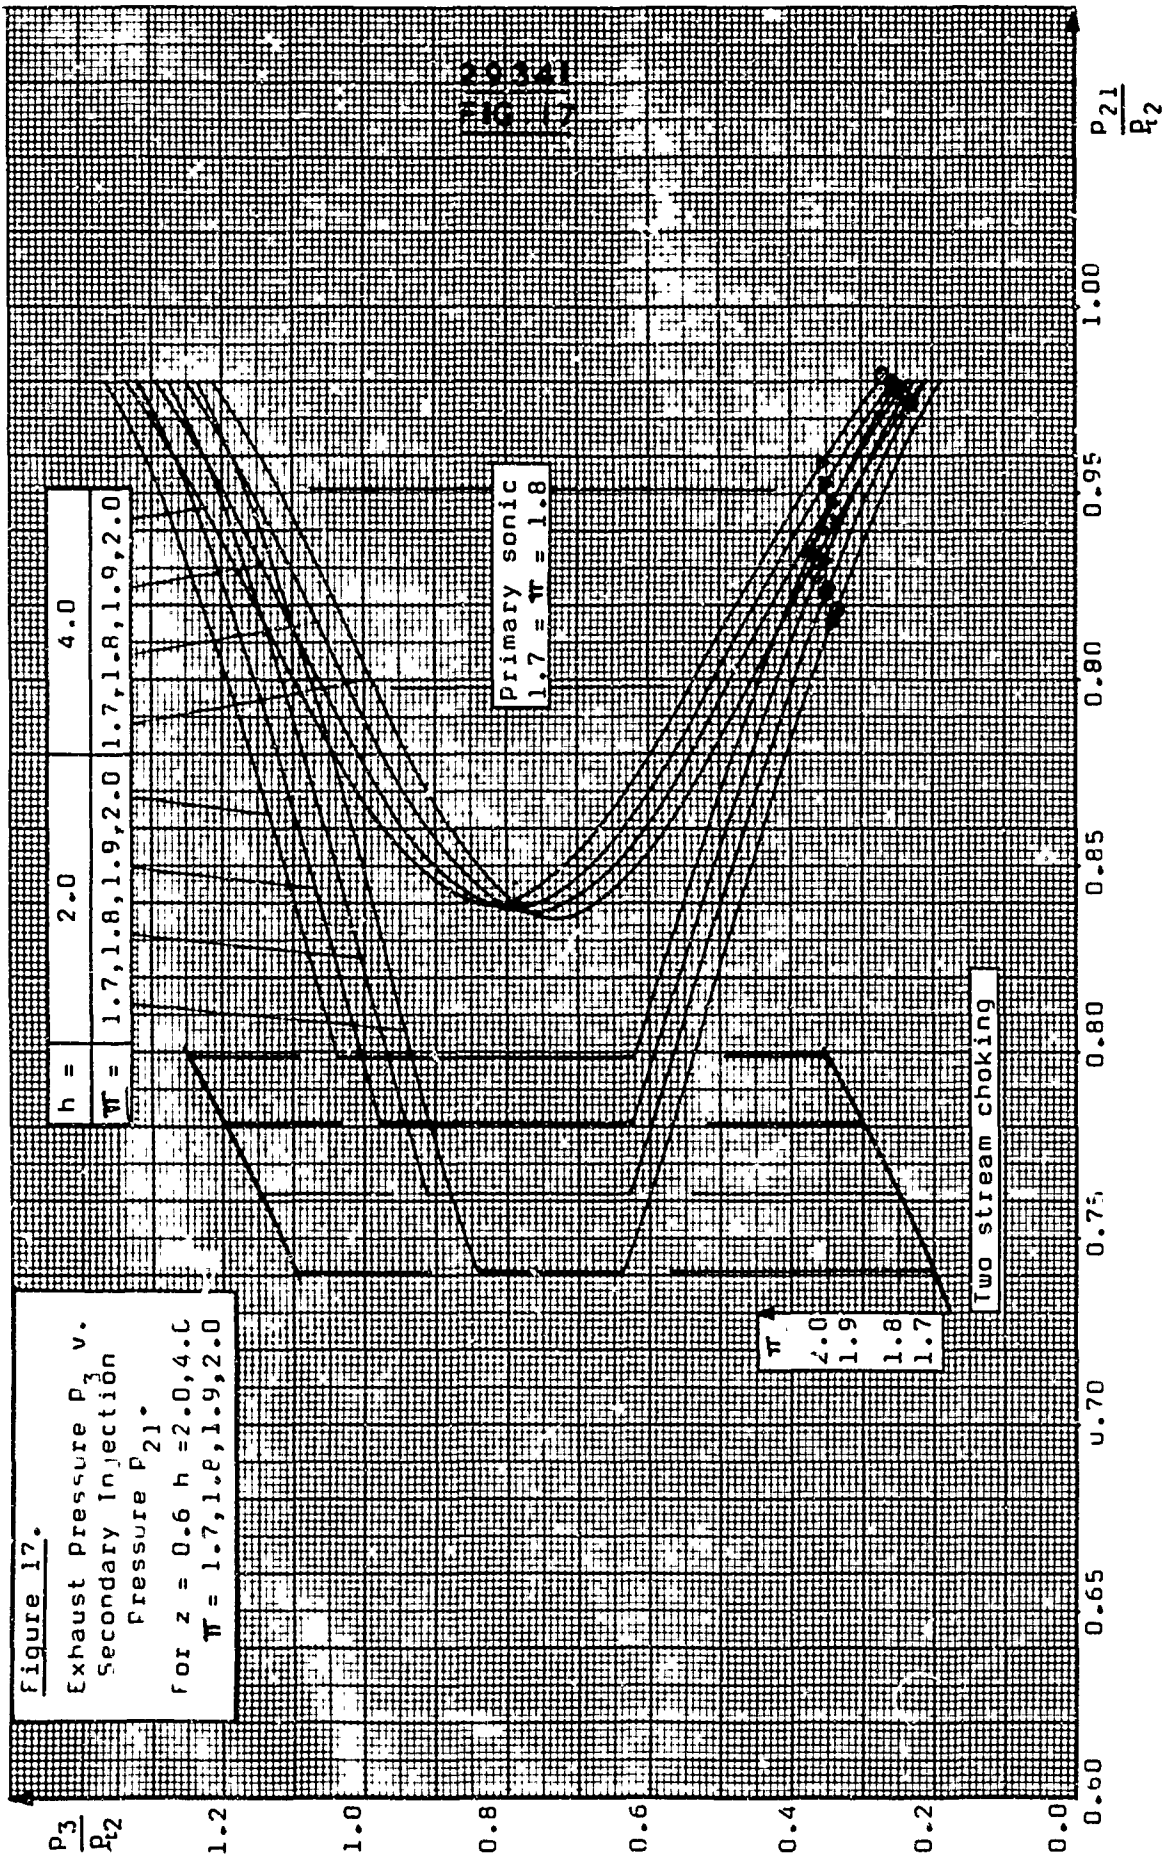 29341
FIG 17
Figure 17.
Exhaust Pressure P3 v.
Secondary Injection
Pressure P21.
For z = 0.6 h =2.0,4.0
π = 1.7,1.8,1.9,2.0
h = 2.0 4.0
π = 1.7,1.8,1.9,2.0 1.7,1.8,1.9,2.0
Primary sonic
1.7 = π = 1.8
π
2.0
1.9
1.8
1.7
Two stream choking
P3
Pt2
1.2
1.0
0.8
0.6
0.4
0.2
0.0
0.60 0.65 0.70 0.75 0.80 0.85 0.80 0.95 1.00
P21
Pt2